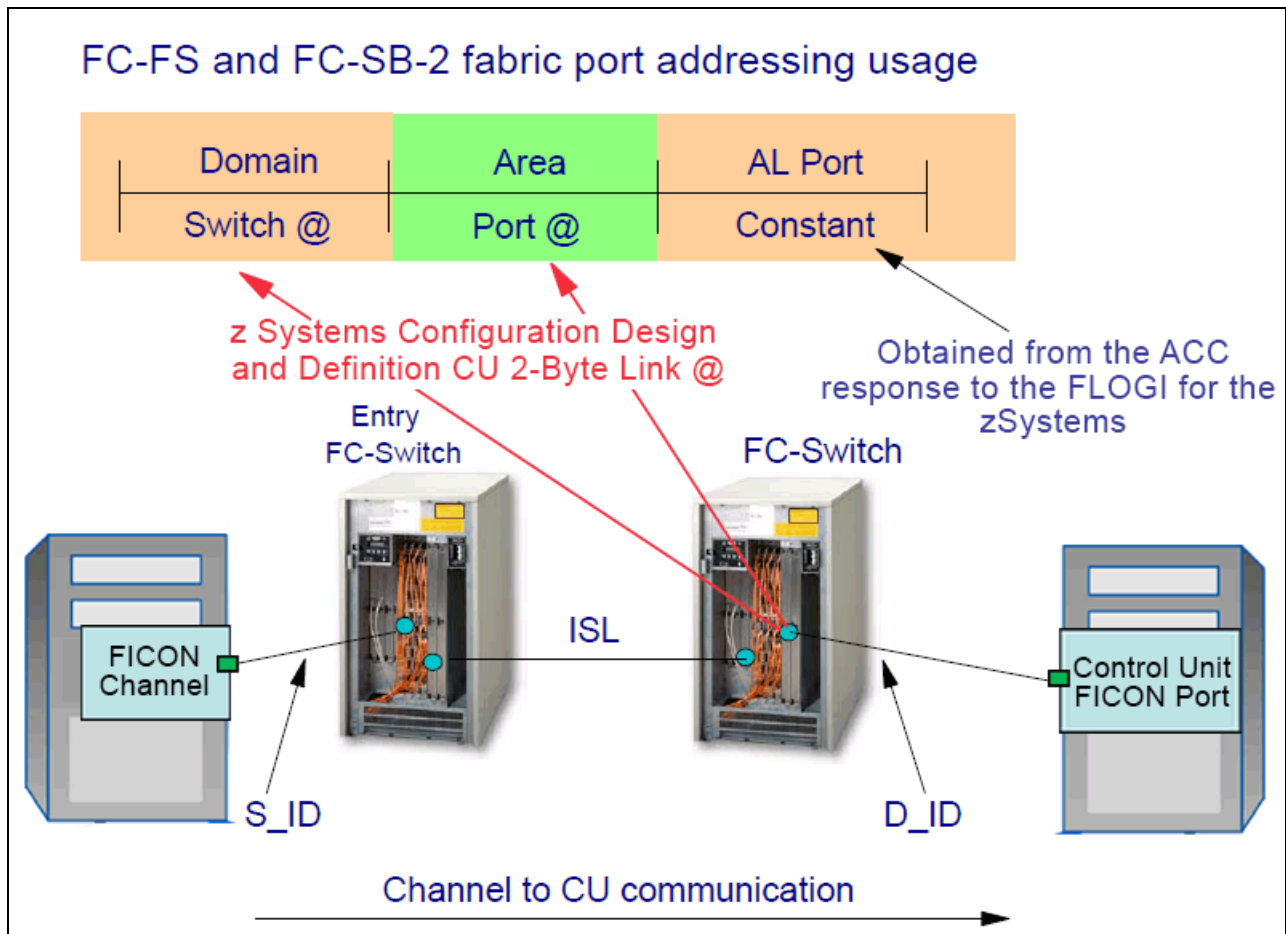 FC-FS and FC-SB-2 fabric port addressing usage
Domain
Area
AL Port
Switch @
Port @
Constant
z Systems Configuration Design
and Definition CU 2-Byte Link @
Obtained from the ACC
response to the FLOGI for the
zSystems
Entry
FC-Switch
FC-Switch
ISL
FICON
Channel
Control Unit
FICON Port
S_ID
D_ID
Channel to CU communication